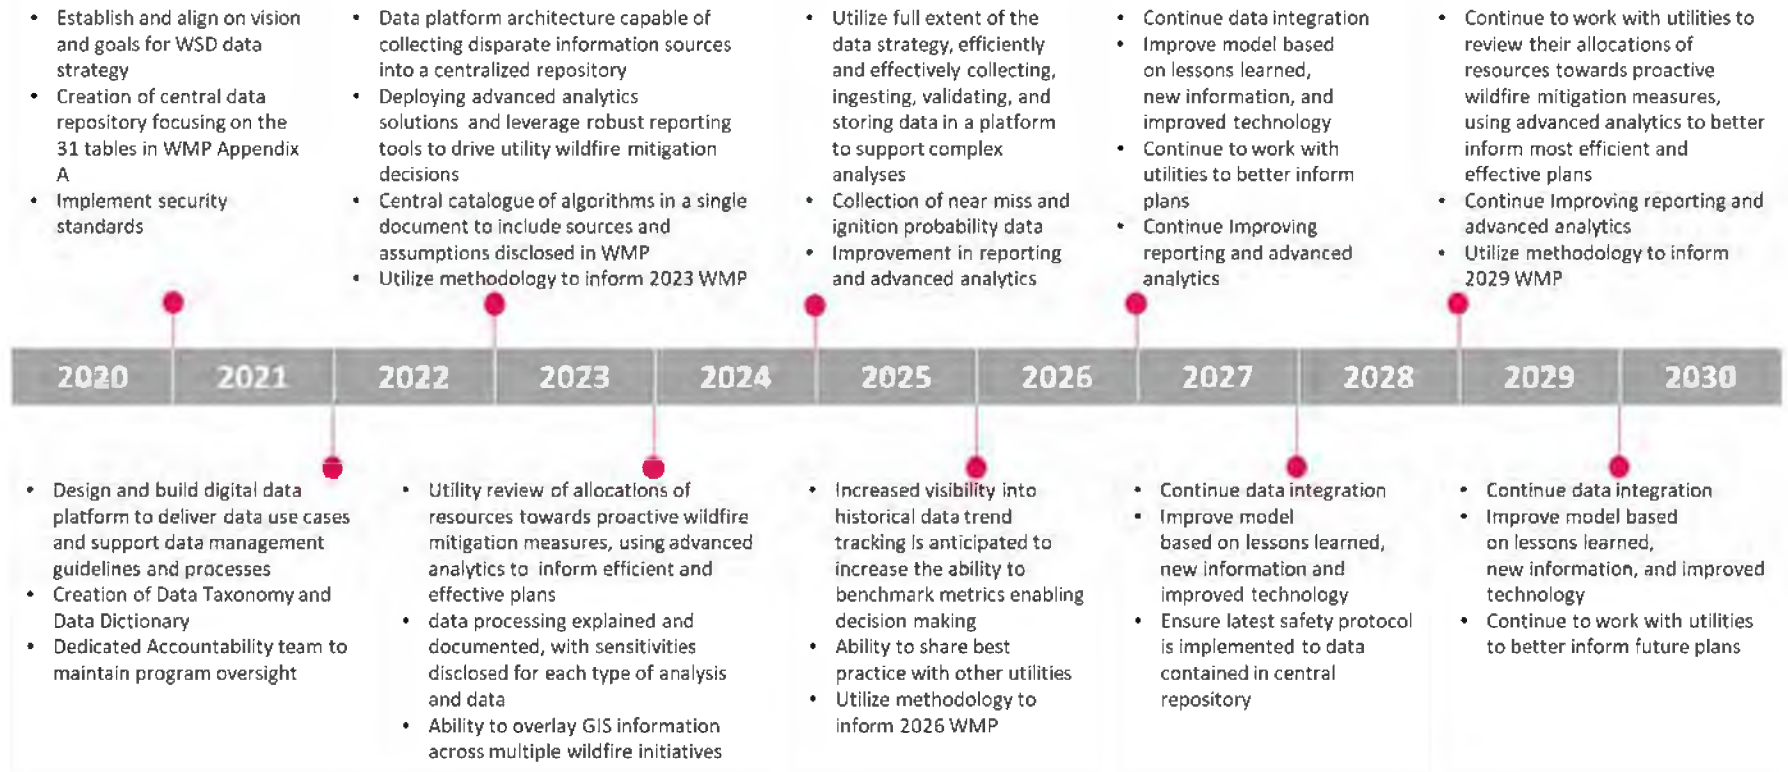 • Establish and align on vision
and goals for WSD data
strategy
• Creation of central data
repository focusing on the
31 tables in WMP Appendix
A
• Implement security
standards
• Data platform architecture capable of
collecting disparate information sources
into a centralized repository
• Deploying advanced analytics
solutions and leverage robust reporting
tools to drive utility wildfire mitigation
decisions
• Central catalogue of algorithms in a single
document to include sources and
assumptions disclosed in WMP
• Utilize methodology to inform 2023 WMP
• Utilize full extent of the
data strategy, efficiently
and effectively collecting,
ingesting, validating, and
storing data in a platform
to support complex
analyses
• Collection of near miss and
ignition probability data
• Improvement in reporting
and advanced analytics
• Continue data integration
• Improve model based
on lessons learned,
new information, and
improved technology
• Continue to work with
utilities to better inform
plans
• Continue Improving
reporting and advanced
analytics
• Continue to work with utilities to
review their allocations of
resources towards proactive
wildfire mitigation measures,
using advanced analytics to better
inform most efficient and
effective plans
• Continue Improving reporting and
advanced analytics
• Utilize methodology to inform
2029 WMP
2020 2021 2022 2023 2024 2025 2026 2027 2028 2029 2030
• Design and build digital data
platform to deliver data use cases
and support data management
guidelines and processes
• Creation of Data Taxonomy and
Data Dictionary
• Dedicated Accountability team to
maintain program oversight
• Utility review of allocations of
resources towards proactive wildfire
mitigation measures, using advanced
analytics to inform efficient and
effective plans
• data processing explained and
documented, with sensitivities
disclosed for each type of analysis
and data
• Ability to overlay GIS information
across multiple wildfire initiatives
• Increased visibility into
historical data trend
tracking is anticipated to
increase the ability to
benchmark metrics enabling
decision making
• Ability to share best
practice with other utilities
• Utilize methodology to
inform 2026 WMP
• Continue data integration
• Improve model
based on lessons learned,
new information and
improved technology
• Ensure latest safety protocol
is implemented to data
contained in central
repository
• Continue data integration
• Improve model based
on lessons learned,
new information, and improved
technology
• Continue to work with utilities
to better inform future plans